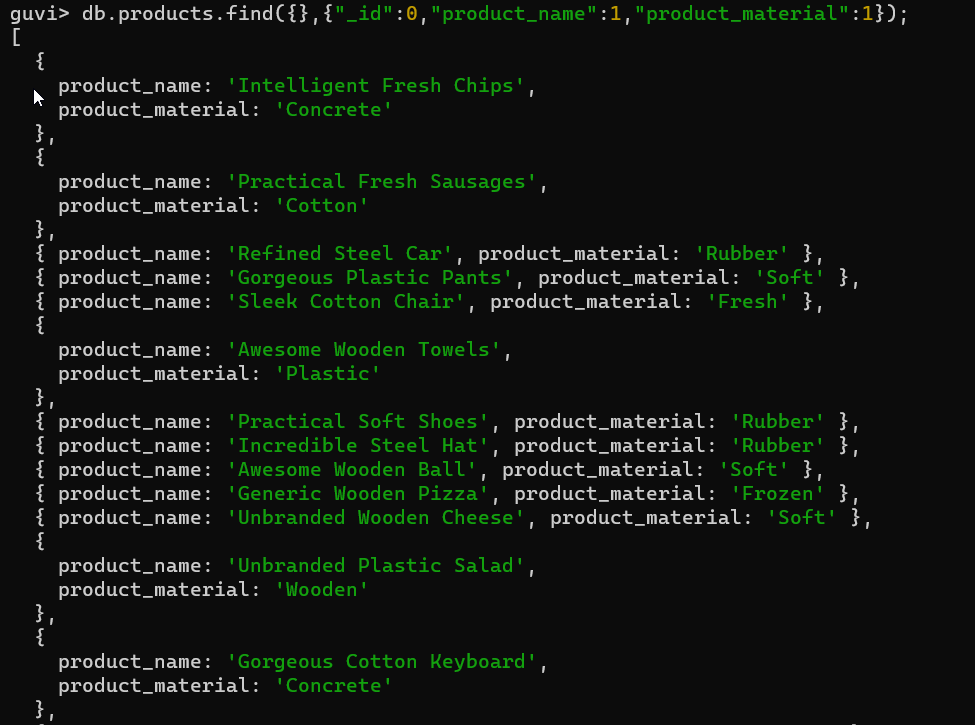 guvi> db.products.find({},{"_id":0,"product_name":1,"product_material":1});
[
  {
    product_name: 'Intelligent Fresh Chips',
    product_material: 'Concrete'
  },
  {
    product_name: 'Practical Fresh Sausages',
    product_material: 'Cotton'
  },
  { product_name: 'Refined Steel Car', product_material: 'Rubber' },
  { product_name: 'Gorgeous Plastic Pants', product_material: 'Soft' },
  { product_name: 'Sleek Cotton Chair', product_material: 'Fresh' },
  {
    product_name: 'Awesome Wooden Towels',
    product_material: 'Plastic'
  },
  { product_name: 'Practical Soft Shoes', product_material: 'Rubber' },
  { product_name: 'Incredible Steel Hat', product_material: 'Rubber' },
  { product_name: 'Awesome Wooden Ball', product_material: 'Soft' },
  { product_name: 'Generic Wooden Pizza', product_material: 'Frozen' },
  { product_name: 'Unbranded Wooden Cheese', product_material: 'Soft' },
  {
    product_name: 'Unbranded Plastic Salad',
    product_material: 'Wooden'
  },
  {
    product_name: 'Gorgeous Cotton Keyboard',
    product_material: 'Concrete'
  },